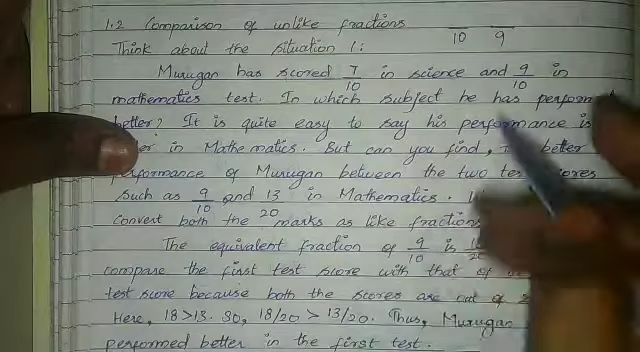 1.2 Comparison of unlike fractions
10 9
Think about the situation 1:
Murugan has scored 7/10 in science and 9/10 in
mathematics test. In which subject he has perform
better? It is quite easy to say his performance is
in Mathematics. But can you find, better
performance of Murugan between the two
such as 9/10 and 13/20 in Mathematics.
convert both the marks as like fractions
The equivalent fraction of 9/10 is
compare the first test score with that of
test score because both the scores are out of
Here, 18>13. SO, 18/20 > 13/20. Thus, Murugan
performed better in the first test.